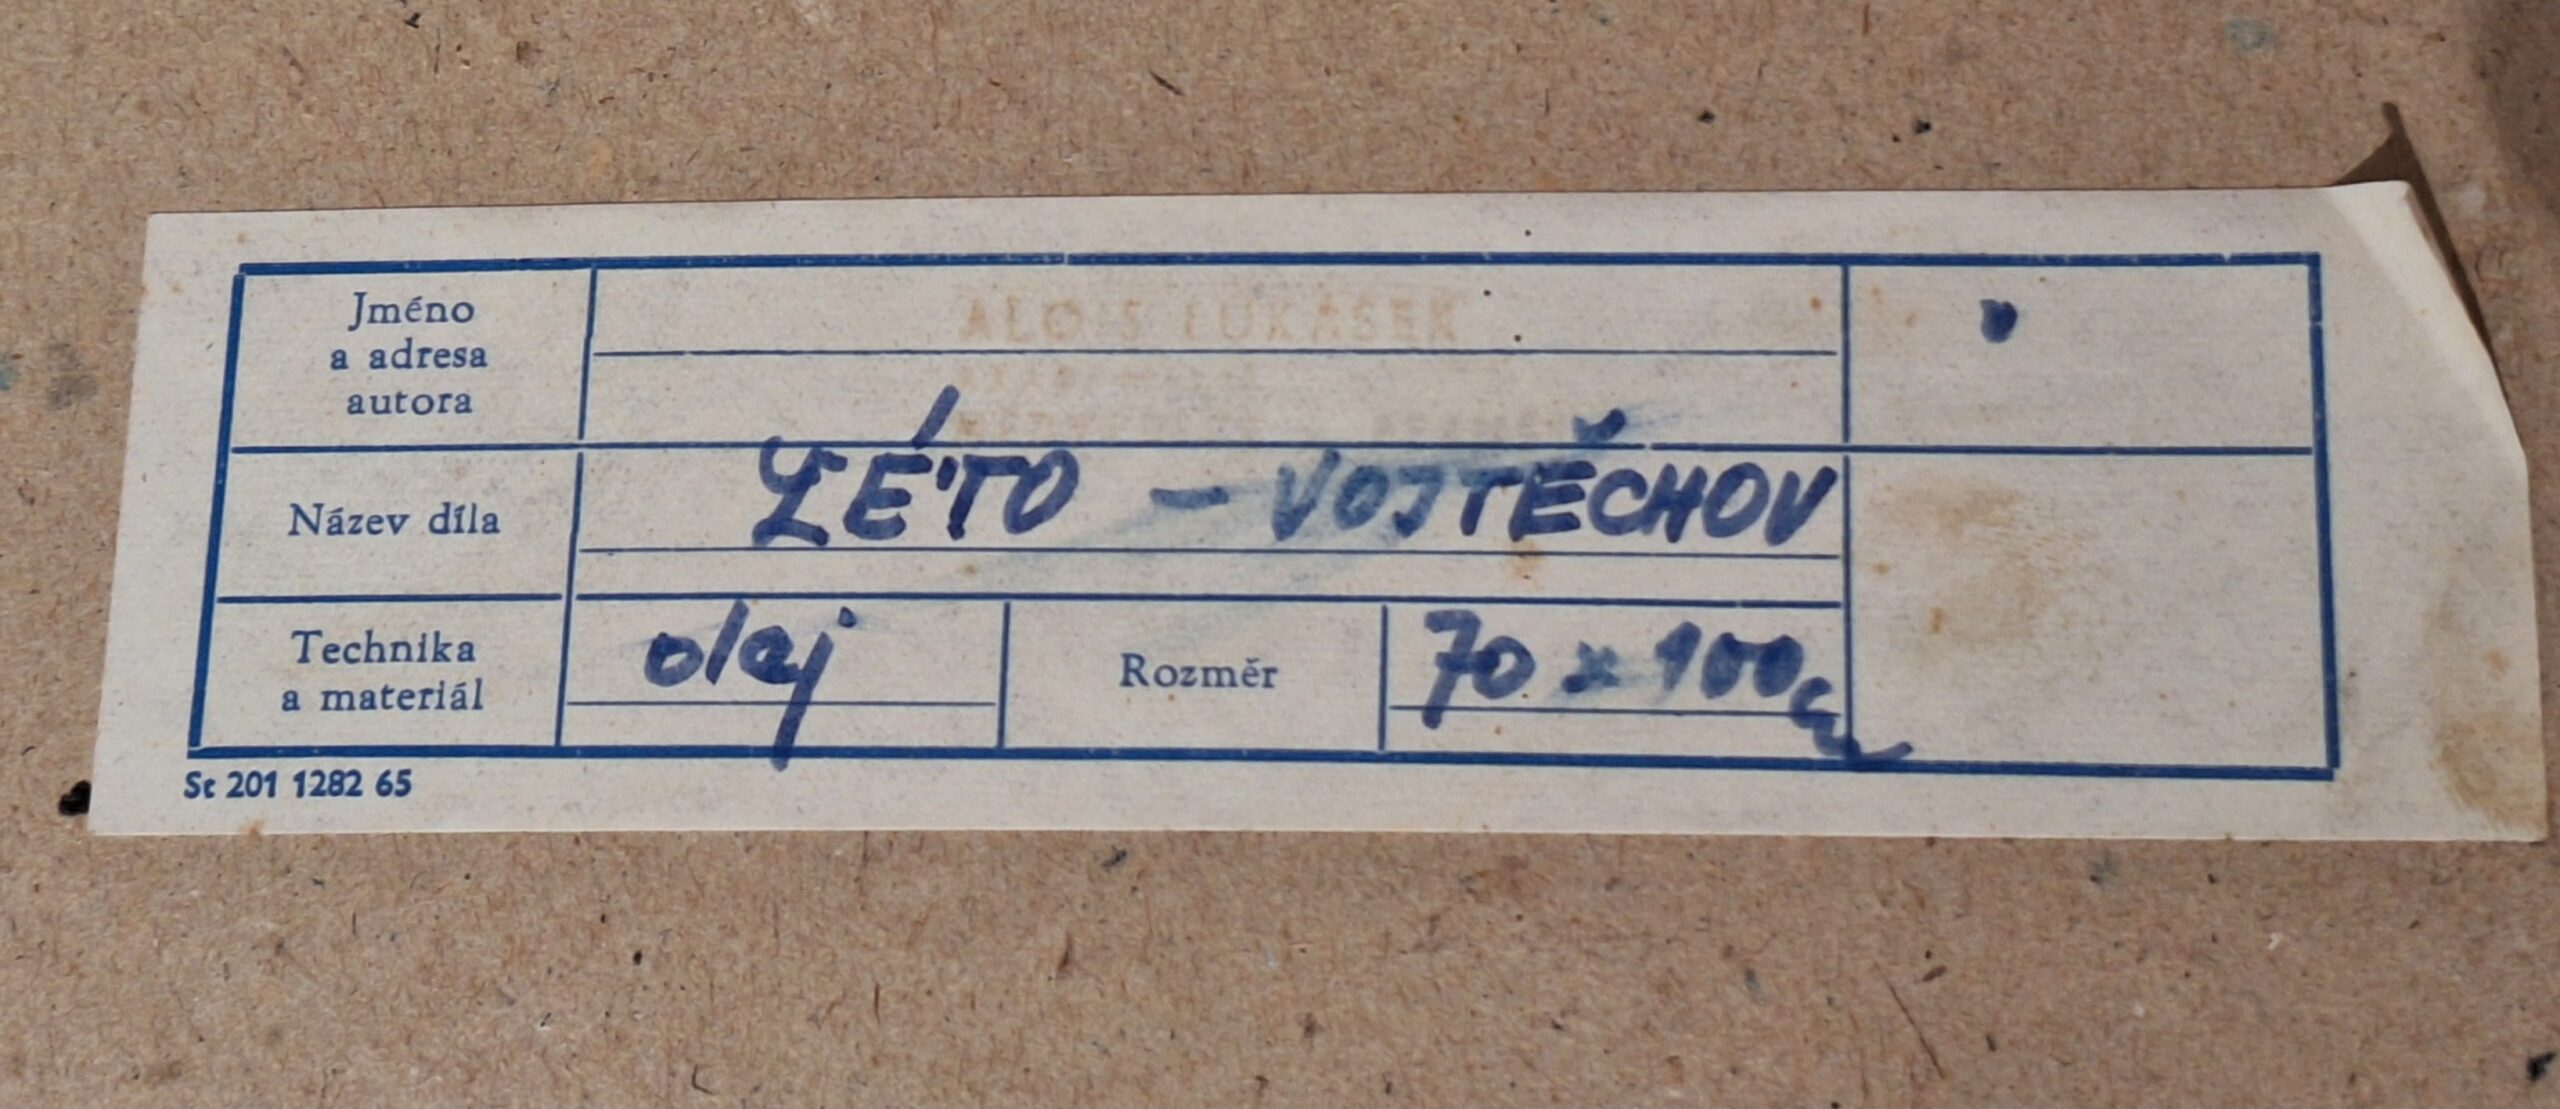 Jméno
a adresa
autora
ALOIS LUKÁŠEK
Název díla
LÉTO - VOJTĚCHOV
Technika
a materiál
olej
Rozměr
70 x 100 cm
Sc 201 1282 65